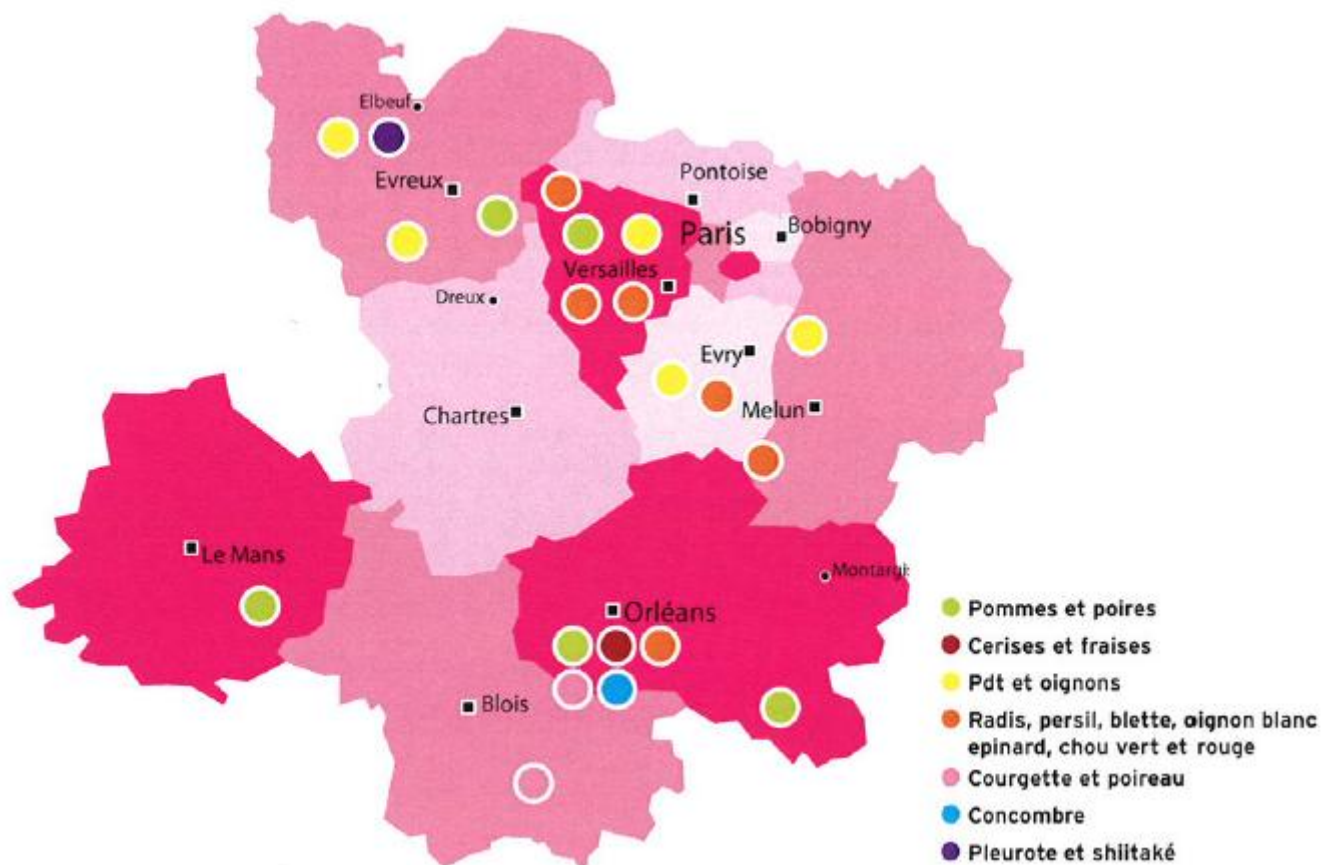 Elbeuf
Evreux
Pontoise
Paris
Bobigny
Versailles
Dreux
Evry
Chartres
Melun
Le Mans
Montargi
Orléans
Blois
Pommes et poires
Cerises et fraises
Pdt et oignons
Radis, persil, blette, oignon blanc
epinard, chou vert et rouge
Courgette et poireau
Concombre
Pleurote et shiitaké